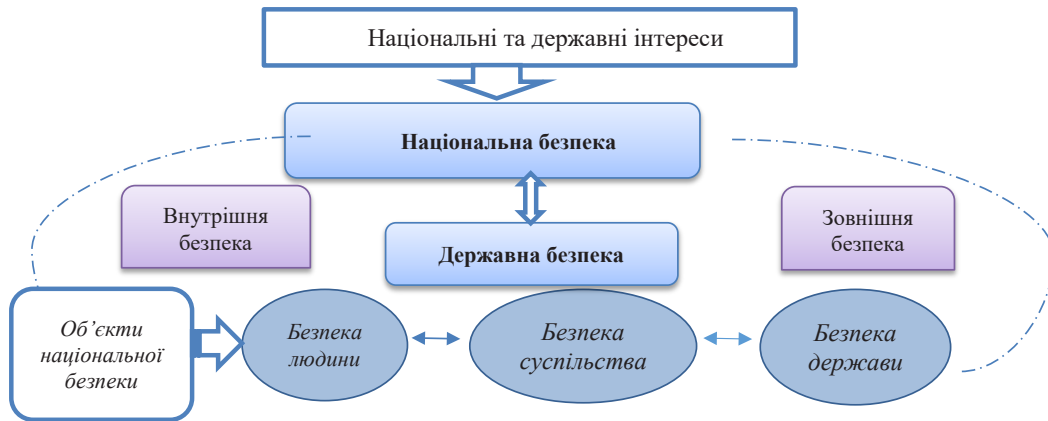 Національні та державні інтереси
Національна безпека
Внутрішня
безпека
Зовнішня
безпека
Державна безпека
Об’єкти
національної
безпеки
Безпека
людини
Безпека
суспільства
Безпека
держави